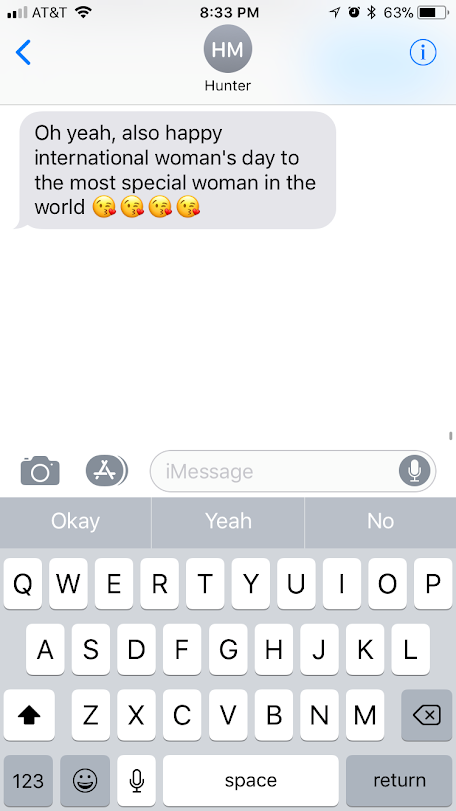 AT&T 8:33 PM 63%
HM
Hunter
Oh yeah, also happy
international woman's day to
the most special woman in the
world 😘😘😘😘
iMessage
Okay Yeah No
Q W E R T Y U I O P
A S D F G H J K L
Z X C V B N M
123 space return